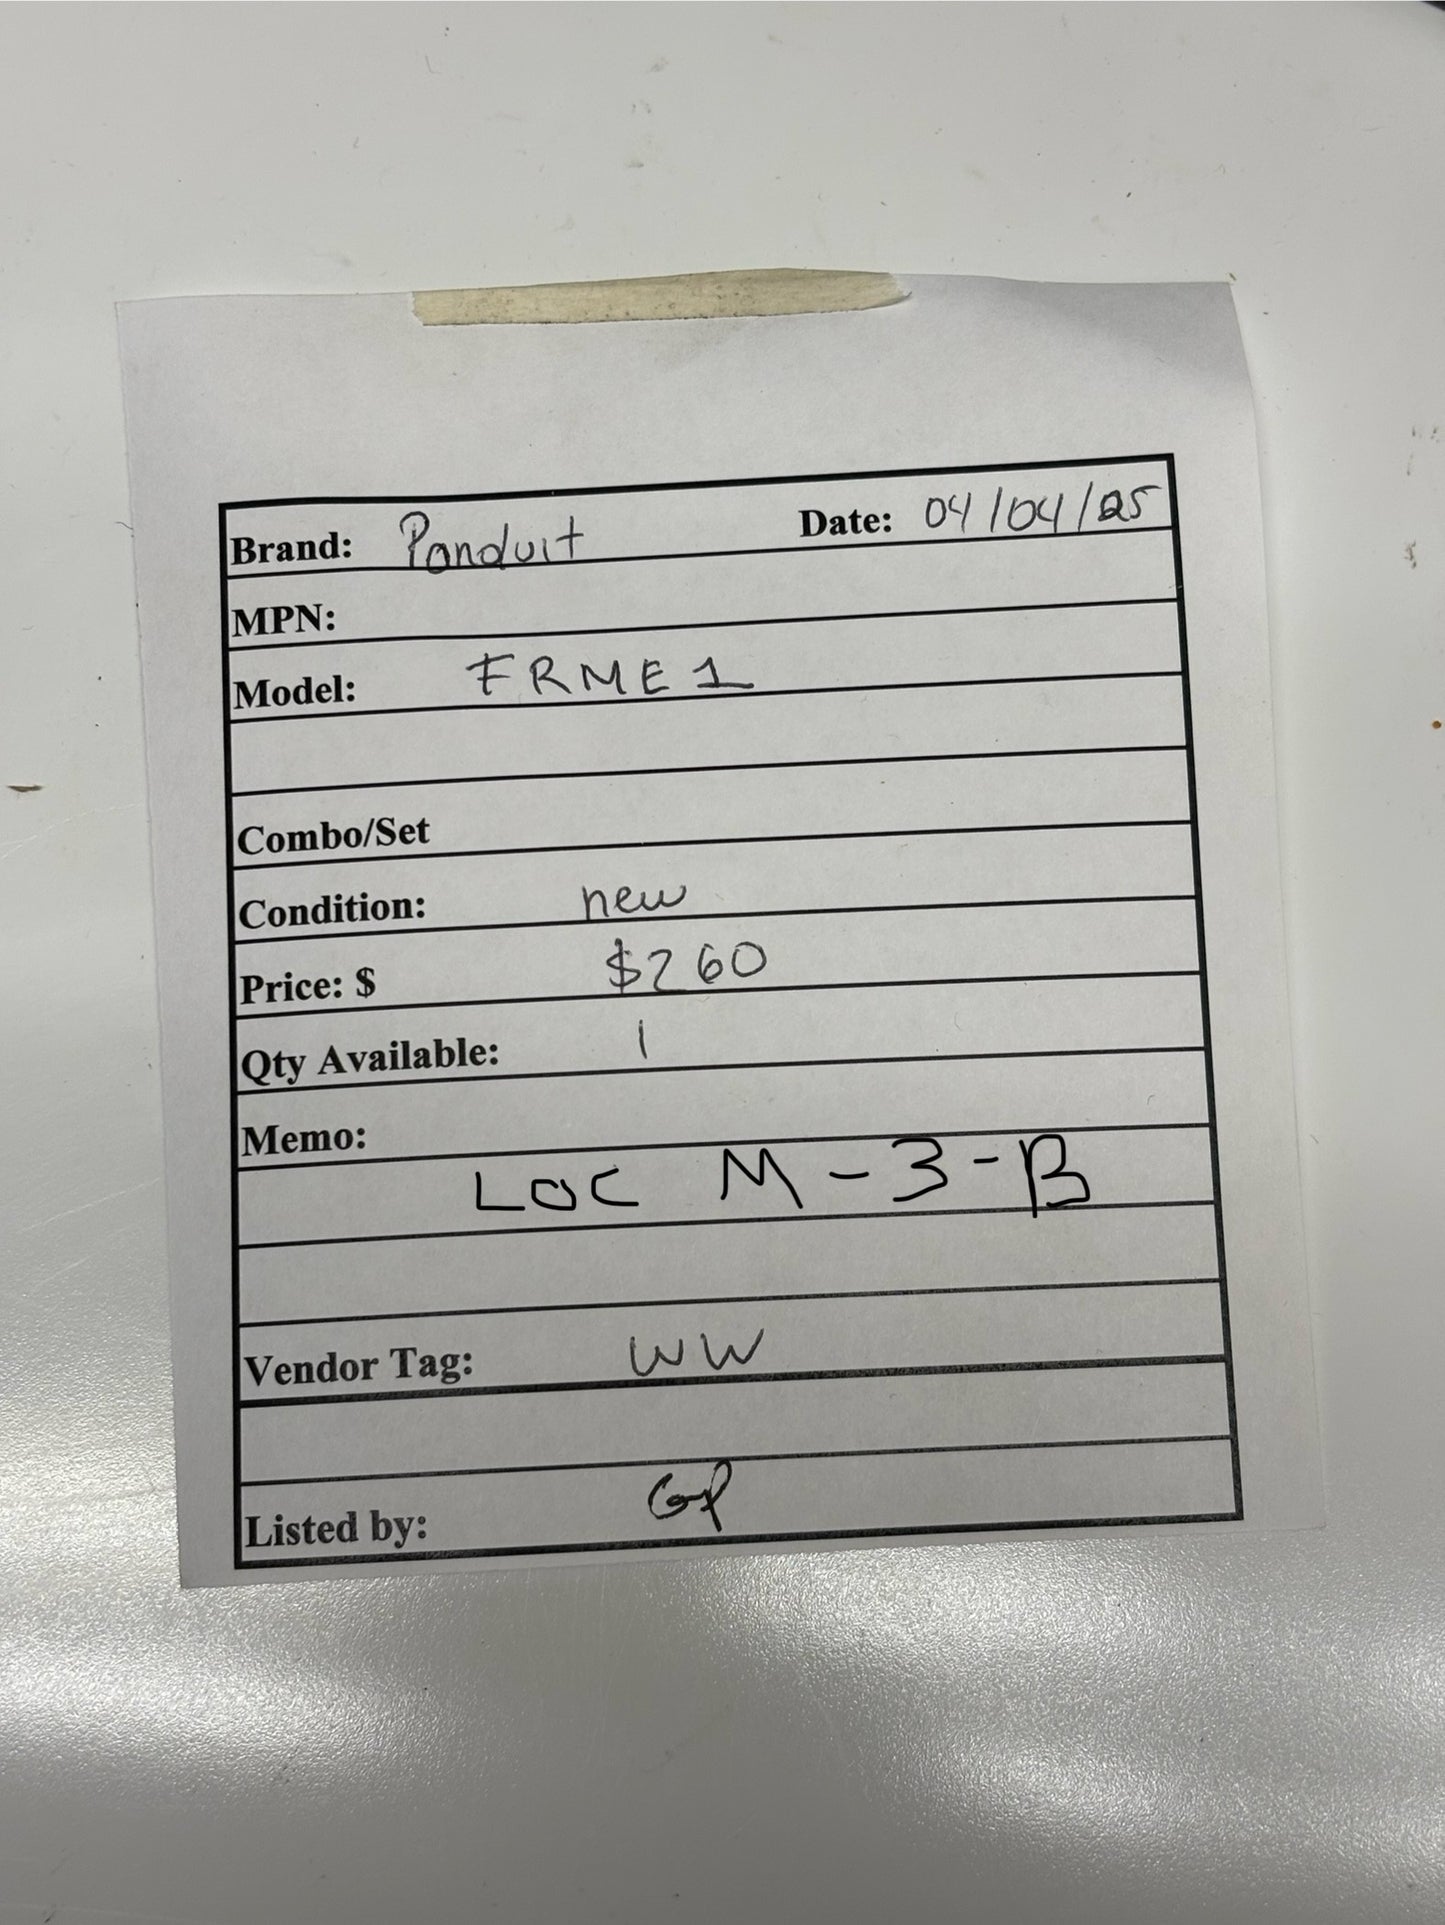 Brand: Panduit Date: 04/04/25
MPN:
Model: FRME1
Combo/Set
Condition: new
Price: $ $260
Qty Available: 1
Memo:
LOC M-3-B
Vendor Tag: WW
Listed by: GP